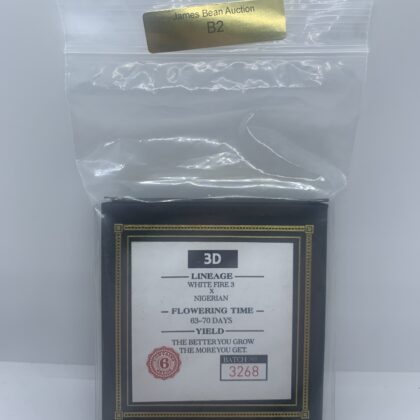 James Bean Auction
B2
3D
LINEAGE
WHITE FIRE 3
X
NIGERIAN
FLOWERING TIME
63-70 DAYS
YIELD
THE BETTER YOU GROW
THE MORE YOU GET.
BATCH NO.
3268
6